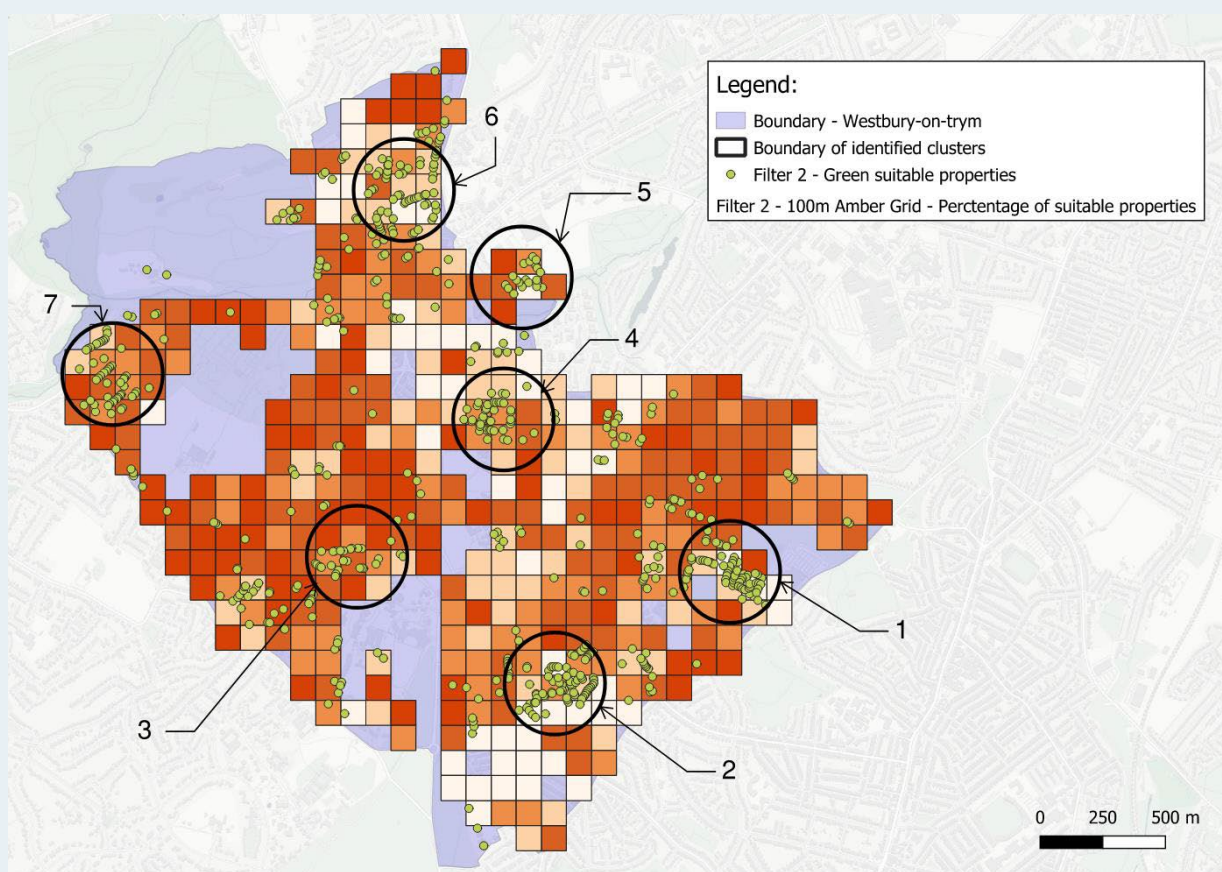 Legend:
Boundary - Westbury-on-trym
Boundary of identified clusters
Filter 2 - Green suitable properties
Filter 2 - 100m Amber Grid - Perctentage of suitable properties
6
5
7
4
1
3
2
0 250 500 m